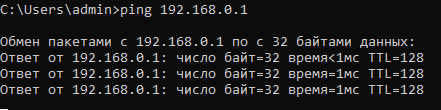 C:\Users\admin>ping 192.168.0.1
Обмен пакетами с 192.168.0.1 по с 32 байтами данных:
Ответ от 192.168.0.1: число байт=32 время<1мс TTL=128
Ответ от 192.168.0.1: число байт=32 время=1мс TTL=128
Ответ от 192.168.0.1: число байт=32 время=1мс TTL=128